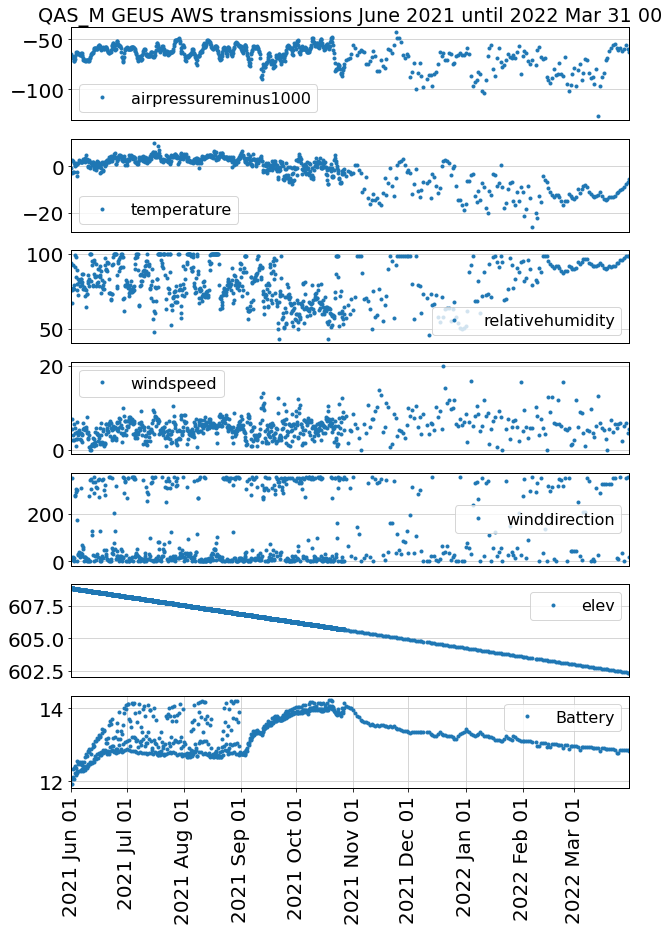 QAS_M GEUS AWS transmissions June 2021 until 2022 Mar 31 00
−50
−100
airpressureminus1000
0
−20
temperature
100
50
relativehumidity
20
0
windspeed
200
0
winddirection
607.5
605.0
602.5
elev
14
12
Battery
2021 Jun 01
2021 Jul 01
2021 Aug 01
2021 Sep 01
2021 Oct 01
2021 Nov 01
2021 Dec 01
2022 Jan 01
2022 Feb 01
2022 Mar 01